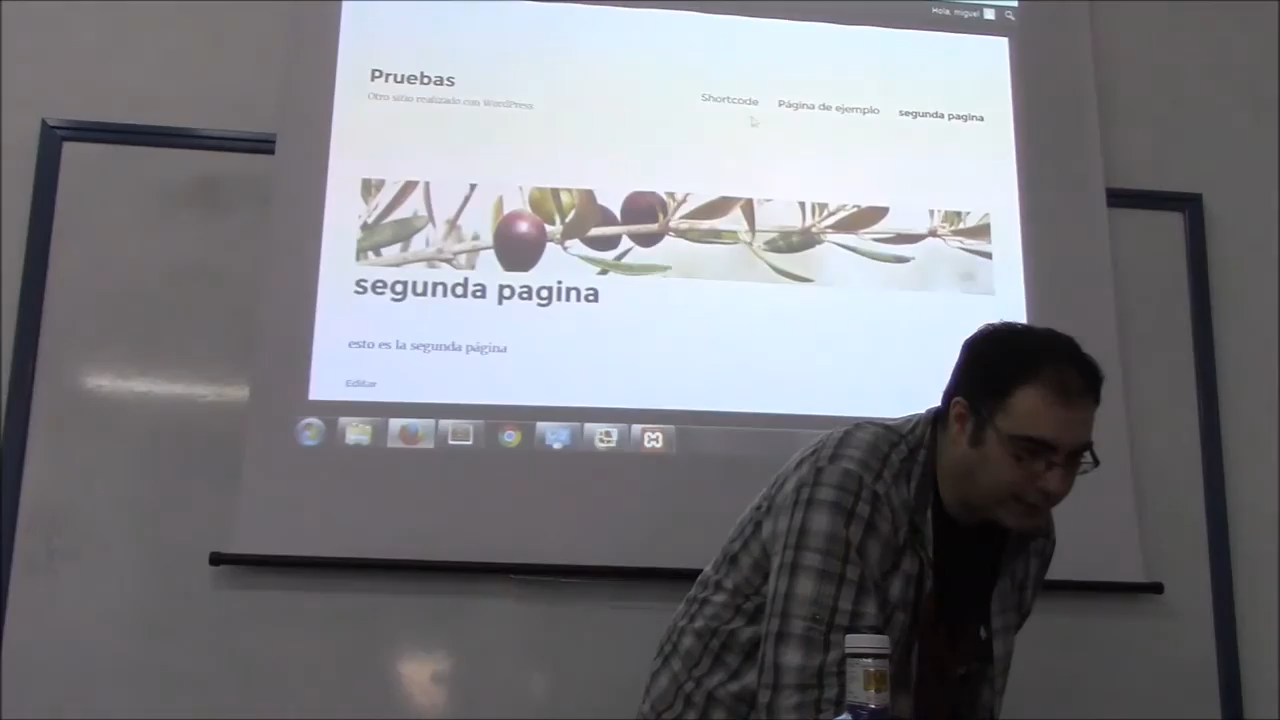 Hola, miguel
Pruebas
Otro sitio realizado con WordPress
Shortcode Página de ejemplo segunda pagina
segunda pagina
esto es la segunda página
Editar